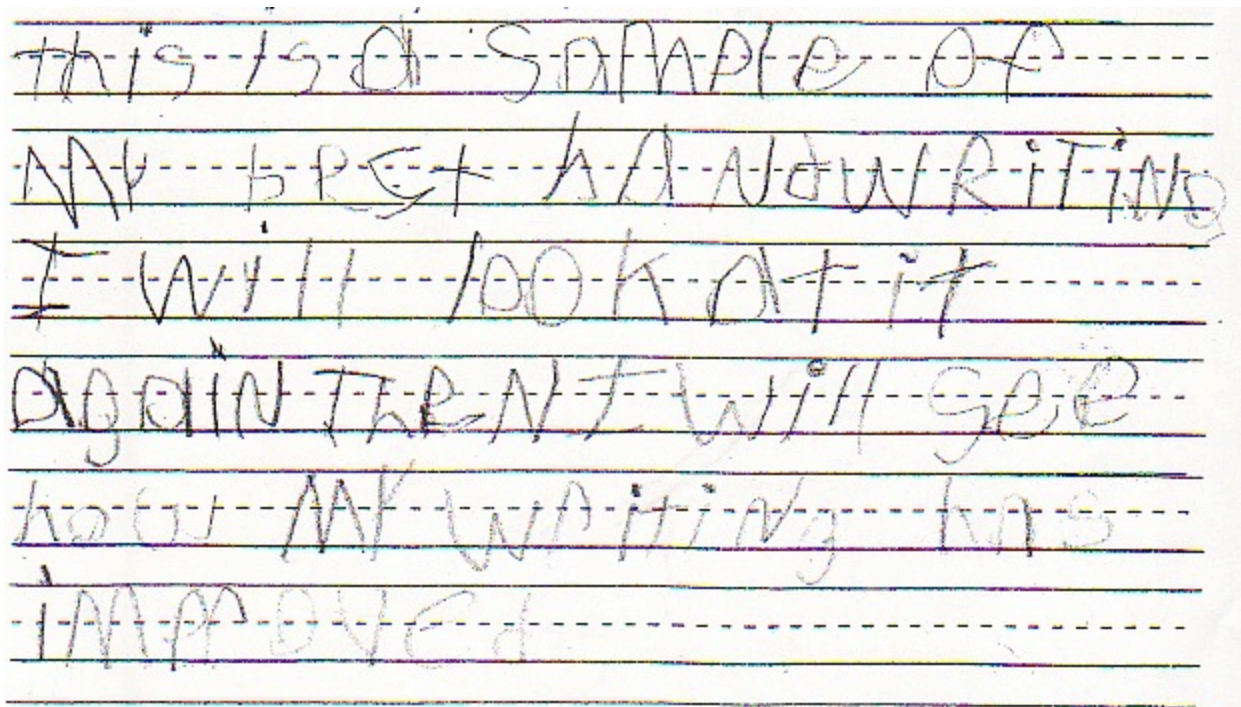 this is a sample of
My best haNdwRiTiNg
I will look at it
again TheN I will see
how My writiNg has
iMproved